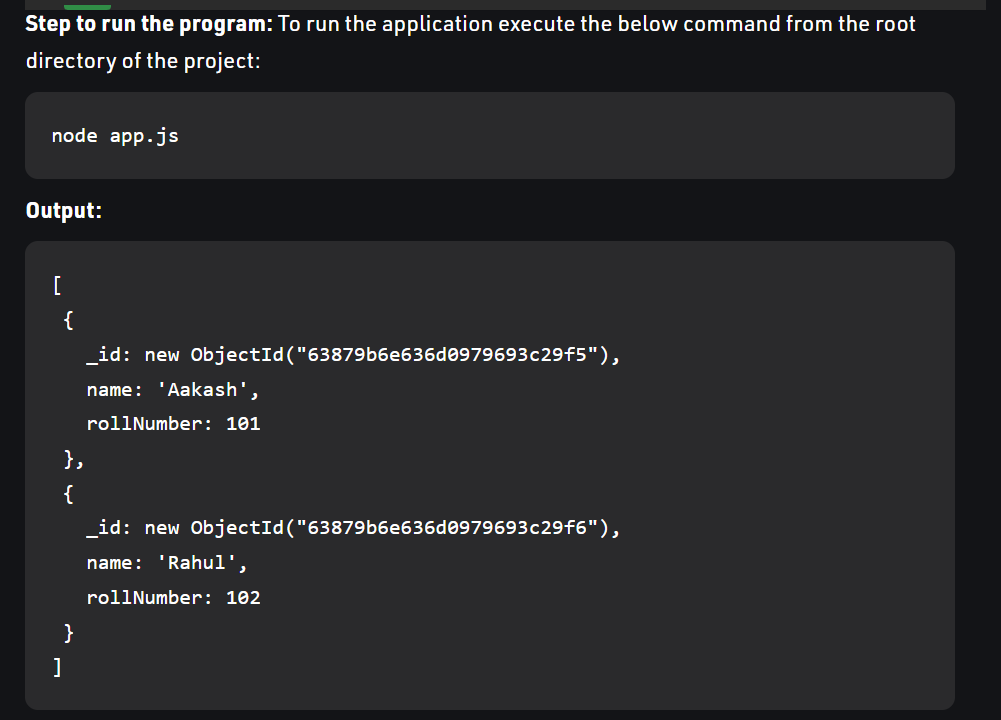 Step to run the program: To run the application execute the below command from the root
directory of the project:
node app.js
Output:
[
{
_id: new ObjectId("63879b6e636d0979693c29f5"),
name: 'Aakash',
rollNumber: 101
},
{
_id: new ObjectId("63879b6e636d0979693c29f6"),
name: 'Rahul',
rollNumber: 102
}
]